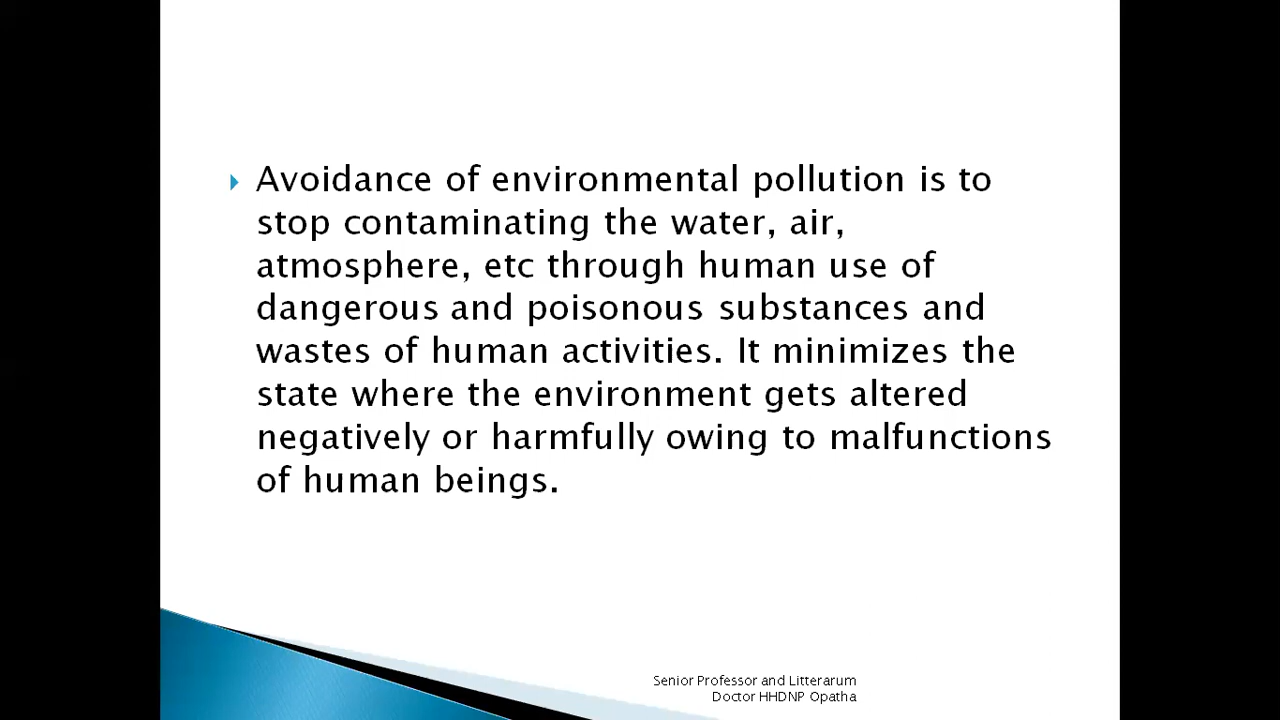 Avoidance of environmental pollution is to
stop contaminating the water, air,
atmosphere, etc through human use of
dangerous and poisonous substances and
wastes of human activities. It minimizes the
state where the environment gets altered
negatively or harmfully owing to malfunctions
of human beings.
Senior Professor and Litterarum
Doctor HHDNP Opatha